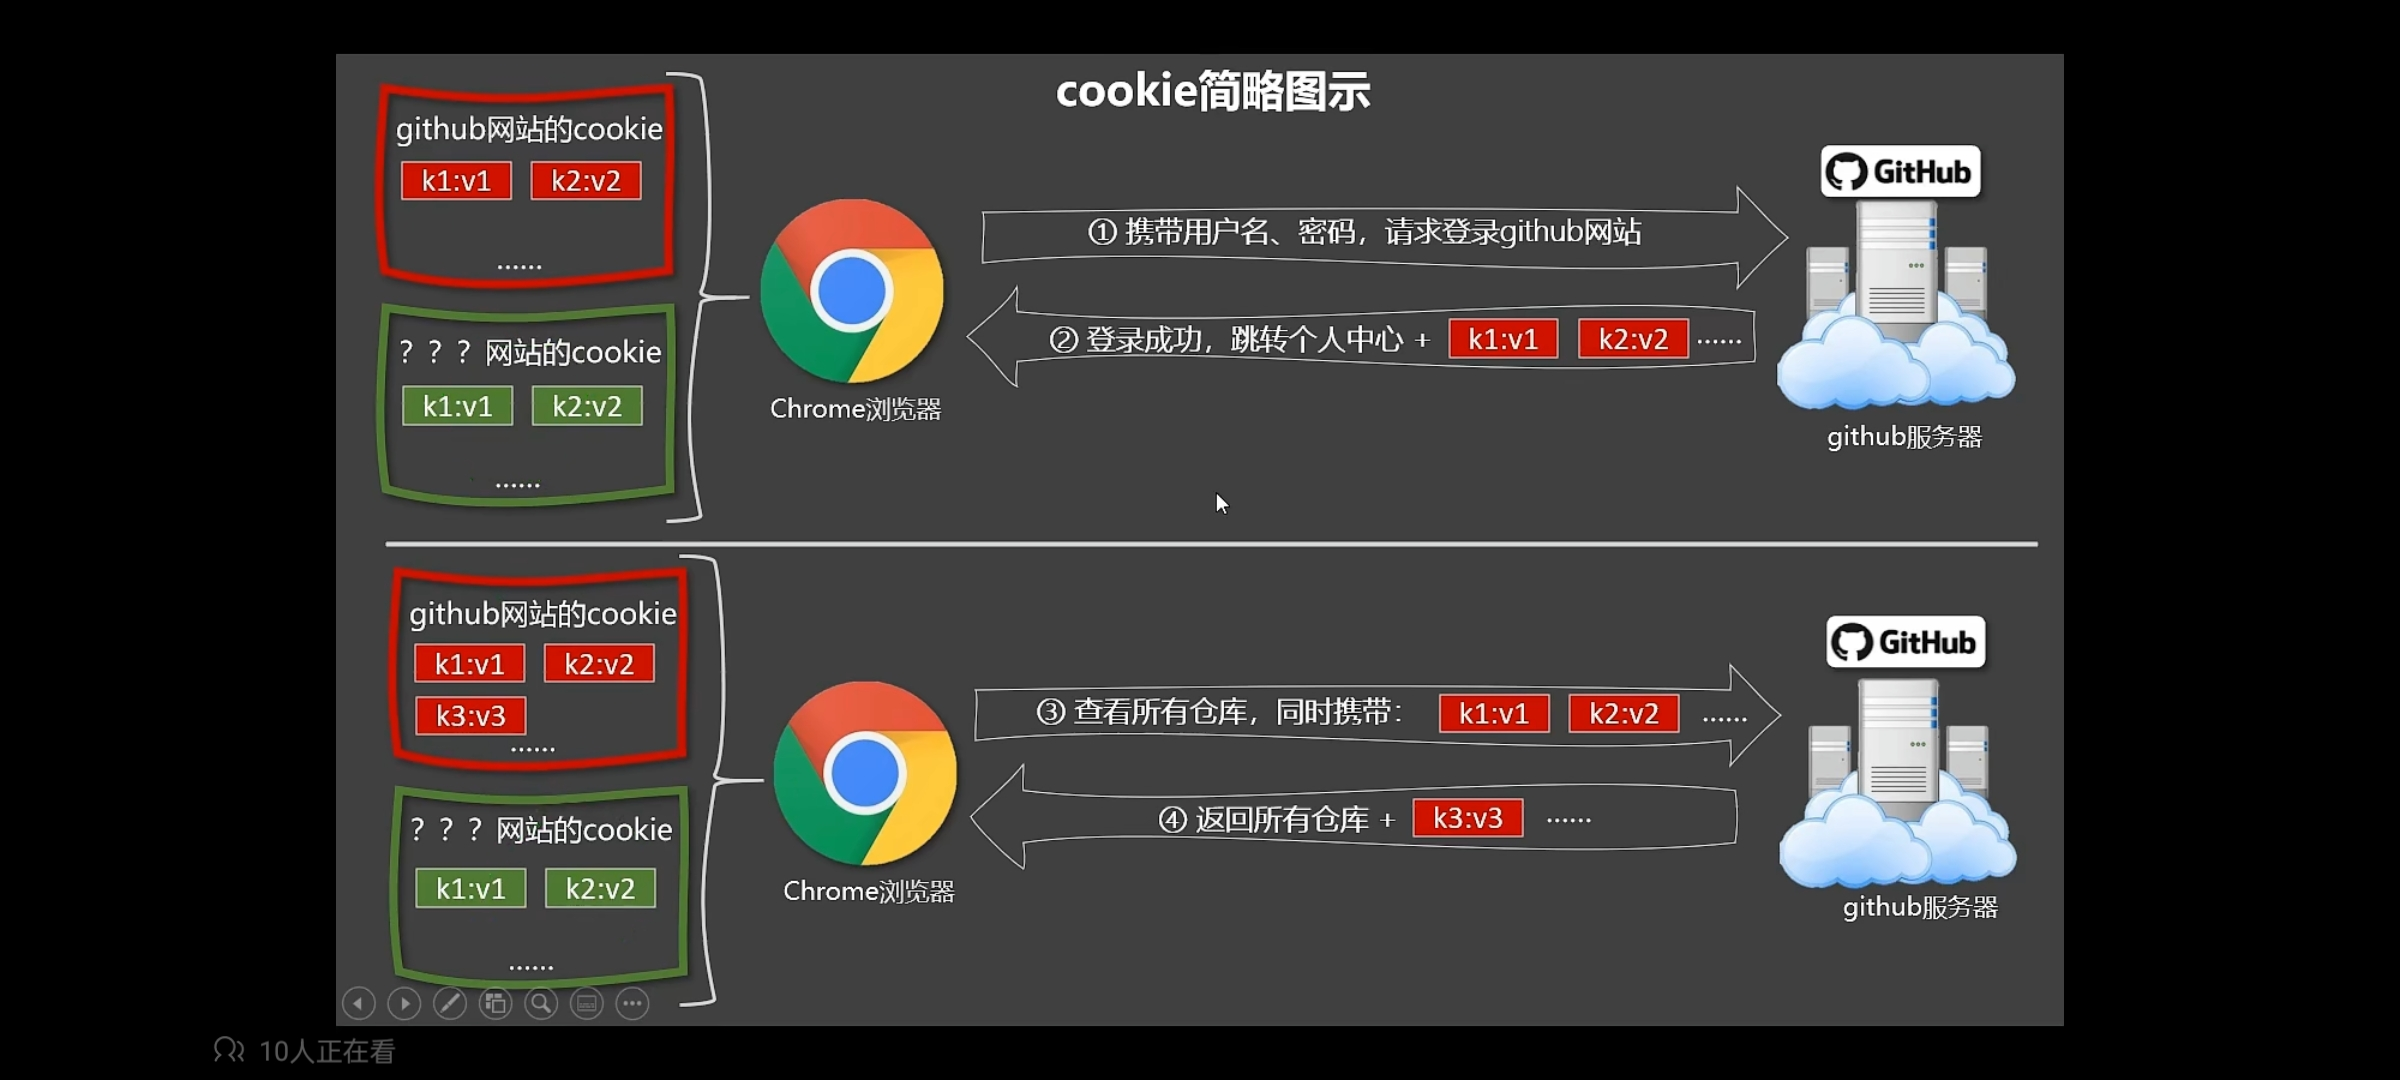 cookie简略图示
github网站的cookie
k1:v1 k2:v2
......
？？？网站的cookie
k1:v1 k2:v2
......
Chrome浏览器
① 携带用户名、密码，请求登录github网站
② 登录成功，跳转个人中心 + k1:v1 k2:v2 ......
GitHub
github服务器
github网站的cookie
k1:v1 k2:v2
k3:v3
......
？？？网站的cookie
k1:v1 k2:v2
......
Chrome浏览器
③ 查看所有仓库，同时携带： k1:v1 k2:v2 ......
④ 返回所有仓库 + k3:v3 ......
GitHub
github服务器
10人正在看